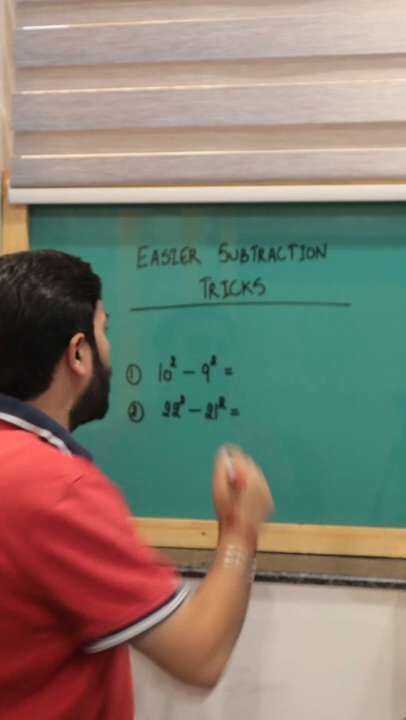 EASIER SUBTRACTION
TRICKS
① 10² - 9² =
② 22² - 21² =